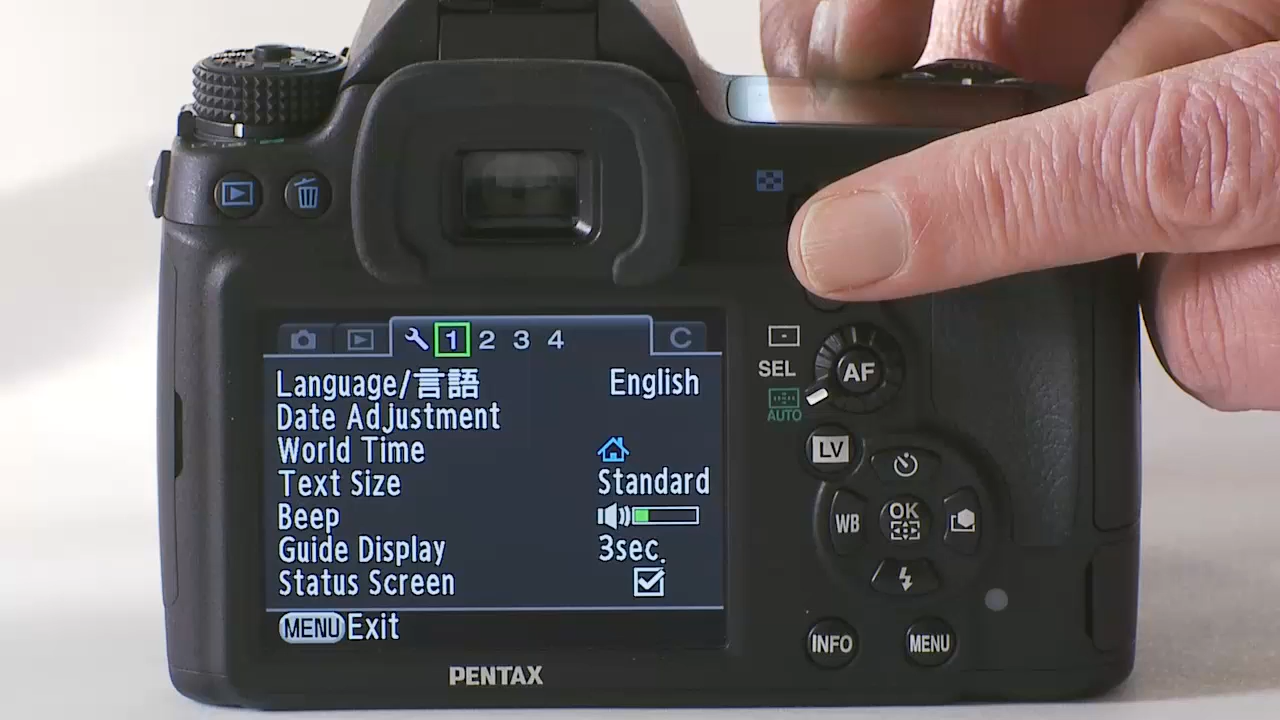 1 2 3 4 C
Language/言語 English
Date Adjustment
World Time
Text Size Standard
Beep
Guide Display 3sec.
Status Screen
MENU Exit
PENTAX
SEL
AF
AUTO
LV
WB
OK
INFO
MENU